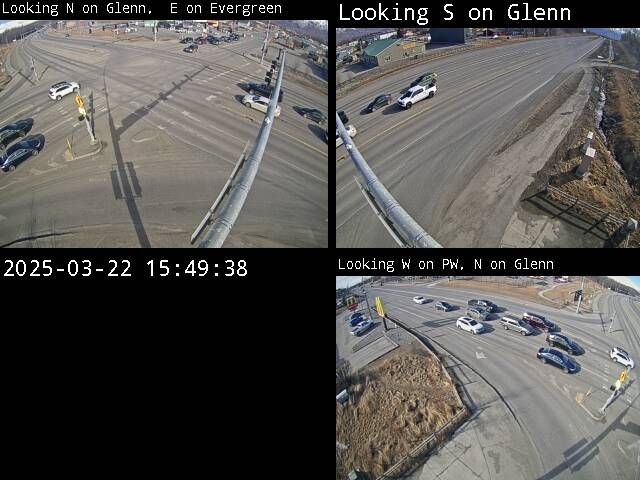 Looking N on Glenn,  E on Evergreen
Looking S on Glenn
2025-03-22 15:49:38
Looking W on PW, N on Glenn